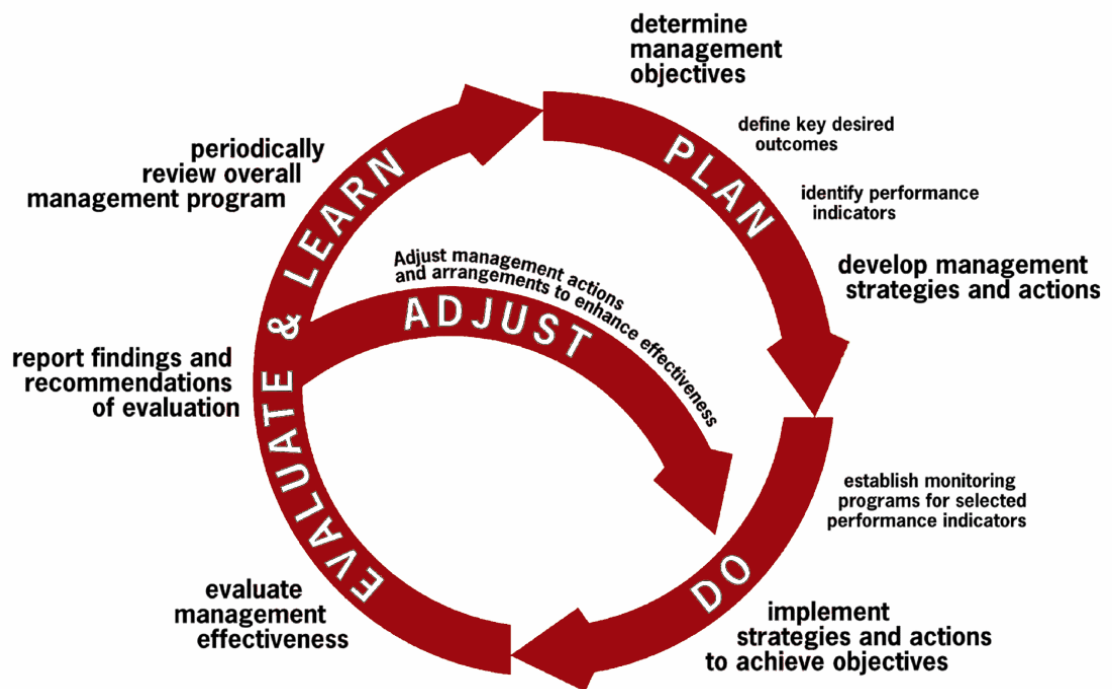 determine
management
objectives
PLAN
define key desired
outcomes
identify performance
indicators
develop management
strategies and actions
establish monitoring
programs for selected
performance indicators
DO
implement
strategies and actions
to achieve objectives
evaluate
management
effectiveness
EVALUATE & LEARN
report findings and
recommendations
of evaluation
periodically
review overall
management program
Adjust management actions
and arrangements to enhance effectiveness
ADJUST